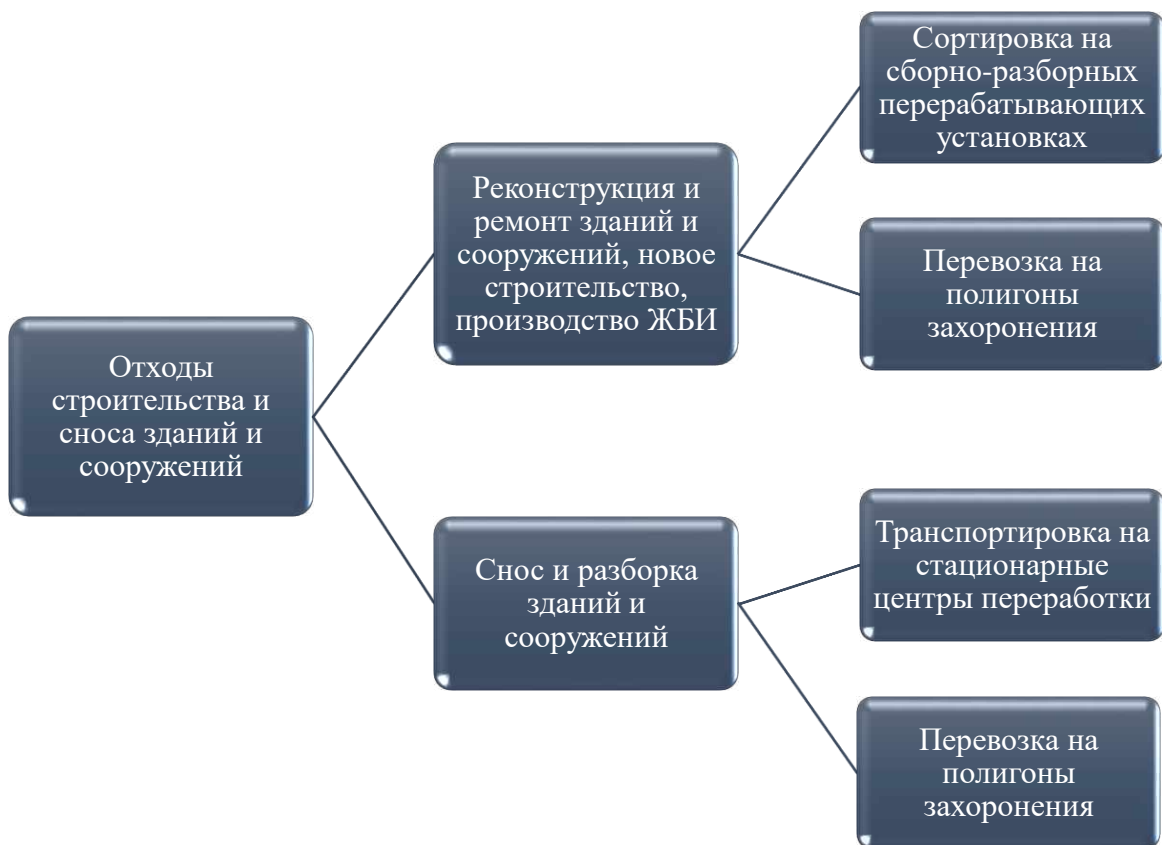 Отходы
строительства и
сноса зданий и
сооружений
Реконструкция и
ремонт зданий и
сооружений, новое
строительство,
производство ЖБИ
Сортировка на
сборно-разборных
перерабатывающих
установках
Перевозка на
полигоны
захоронения
Снос и разборка
зданий и
сооружений
Транспортировка на
стационарные
центры переработки
Перевозка на
полигоны
захоронения